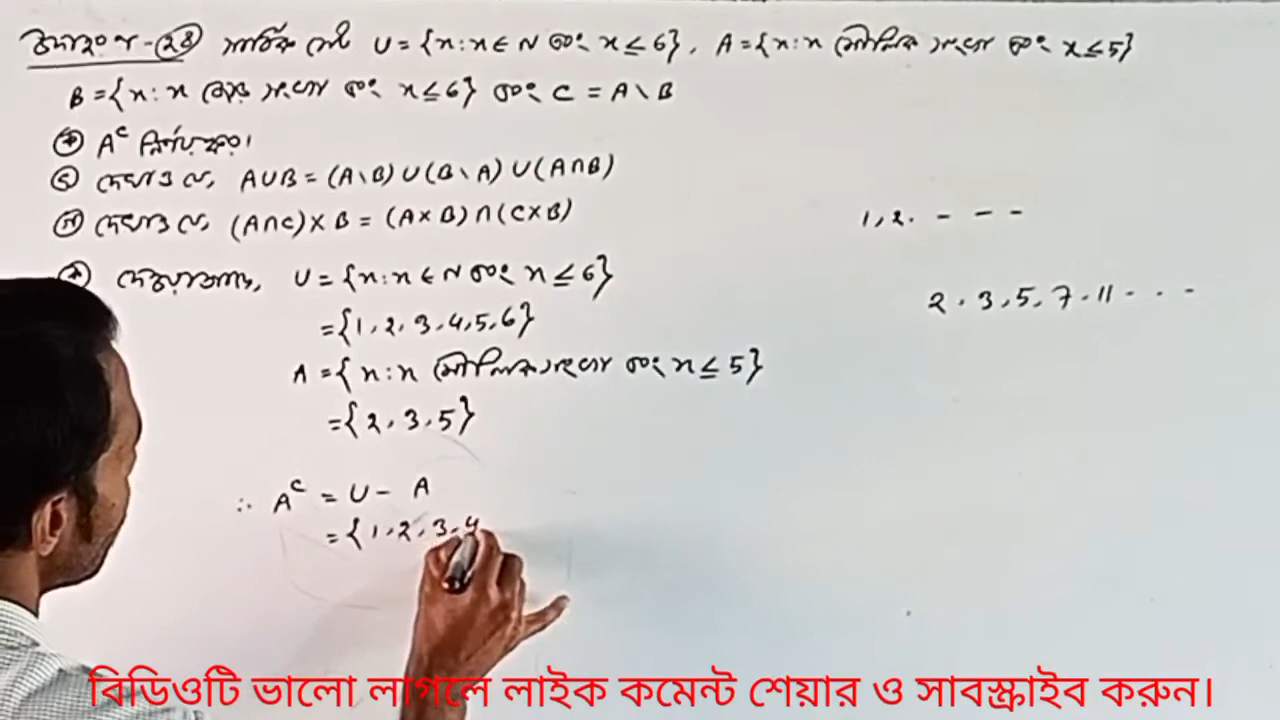 উদাহরণ-২৪ সার্বিক সেট U = {x : x ∈ N এবং x ≤ 6}, A = {x : x মৌলিক সংখ্যা এবং x ≤ 5}
B = {x : x জোড় সংখ্যা এবং x ≤ 6} এবং C = A \ B
ক A^c নির্ণয় কর।
খ দেখাও যে, A∪B = (A\B) ∪ (B\A) ∪ (A∩B)
গ দেখাও যে, (A∩C) × B = (A×B) ∩ (C×B)
1, 2. - - -
ক দেওয়া আছে, U = {x : x ∈ N এবং x ≤ 6}
2, 3, 5, 7, 11 . . -
= {1, 2, 3, 4, 5, 6}
A = {x : x মৌলিক সংখ্যা এবং x ≤ 5}
= {2, 3, 5}
∴ A^c = U - A
= {1, 2, 3, 4
বিডিওটি ভালো লাগলে লাইক কমেন্ট শেয়ার ও সাবস্ক্রাইব করুন।